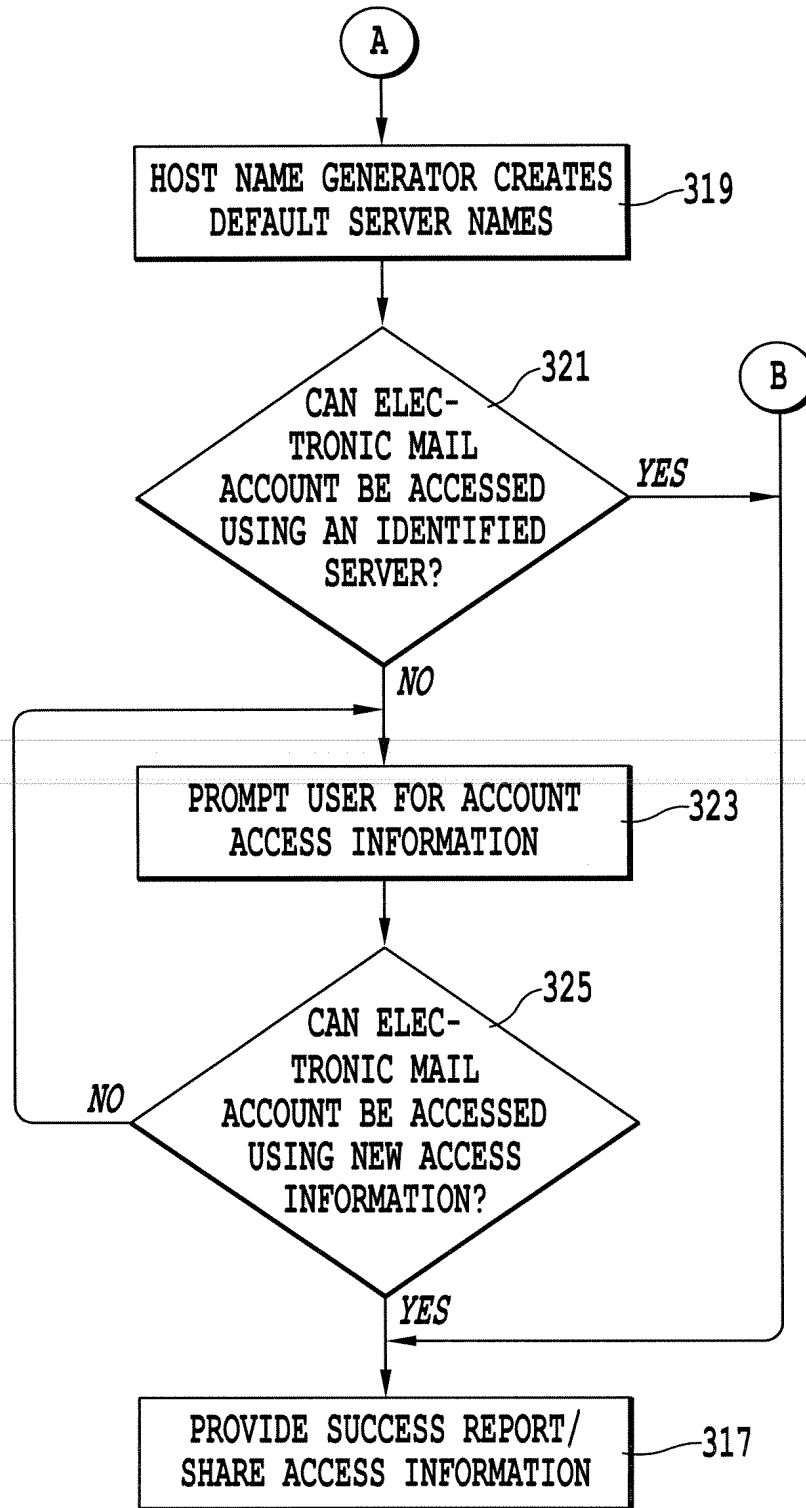 A
HOST NAME GENERATOR CREATES
DEFAULT SERVER NAMES
319
321
B
CAN ELEC-
TRONIC MAIL
ACCOUNT BE ACCESSED
USING AN IDENTIFIED
SERVER?
YES
NO
PROMPT USER FOR ACCOUNT
ACCESS INFORMATION
323
325
CAN ELEC-
TRONIC MAIL
ACCOUNT BE ACCESSED
USING NEW ACCESS
INFORMATION?
NO
YES
PROVIDE SUCCESS REPORT/
SHARE ACCESS INFORMATION
317